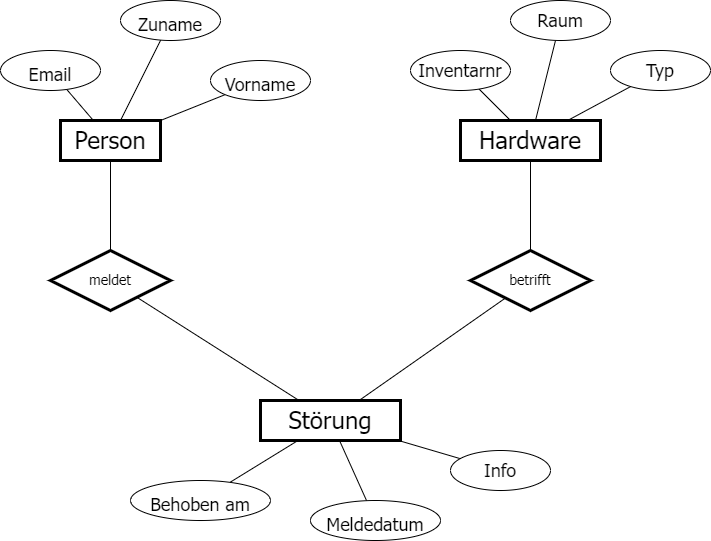 Zuname
Raum
Email
Vorname
Inventarnr
Typ
Person
Hardware
meldet
betrifft
Störung
Behoben am
Meldedatum
Info